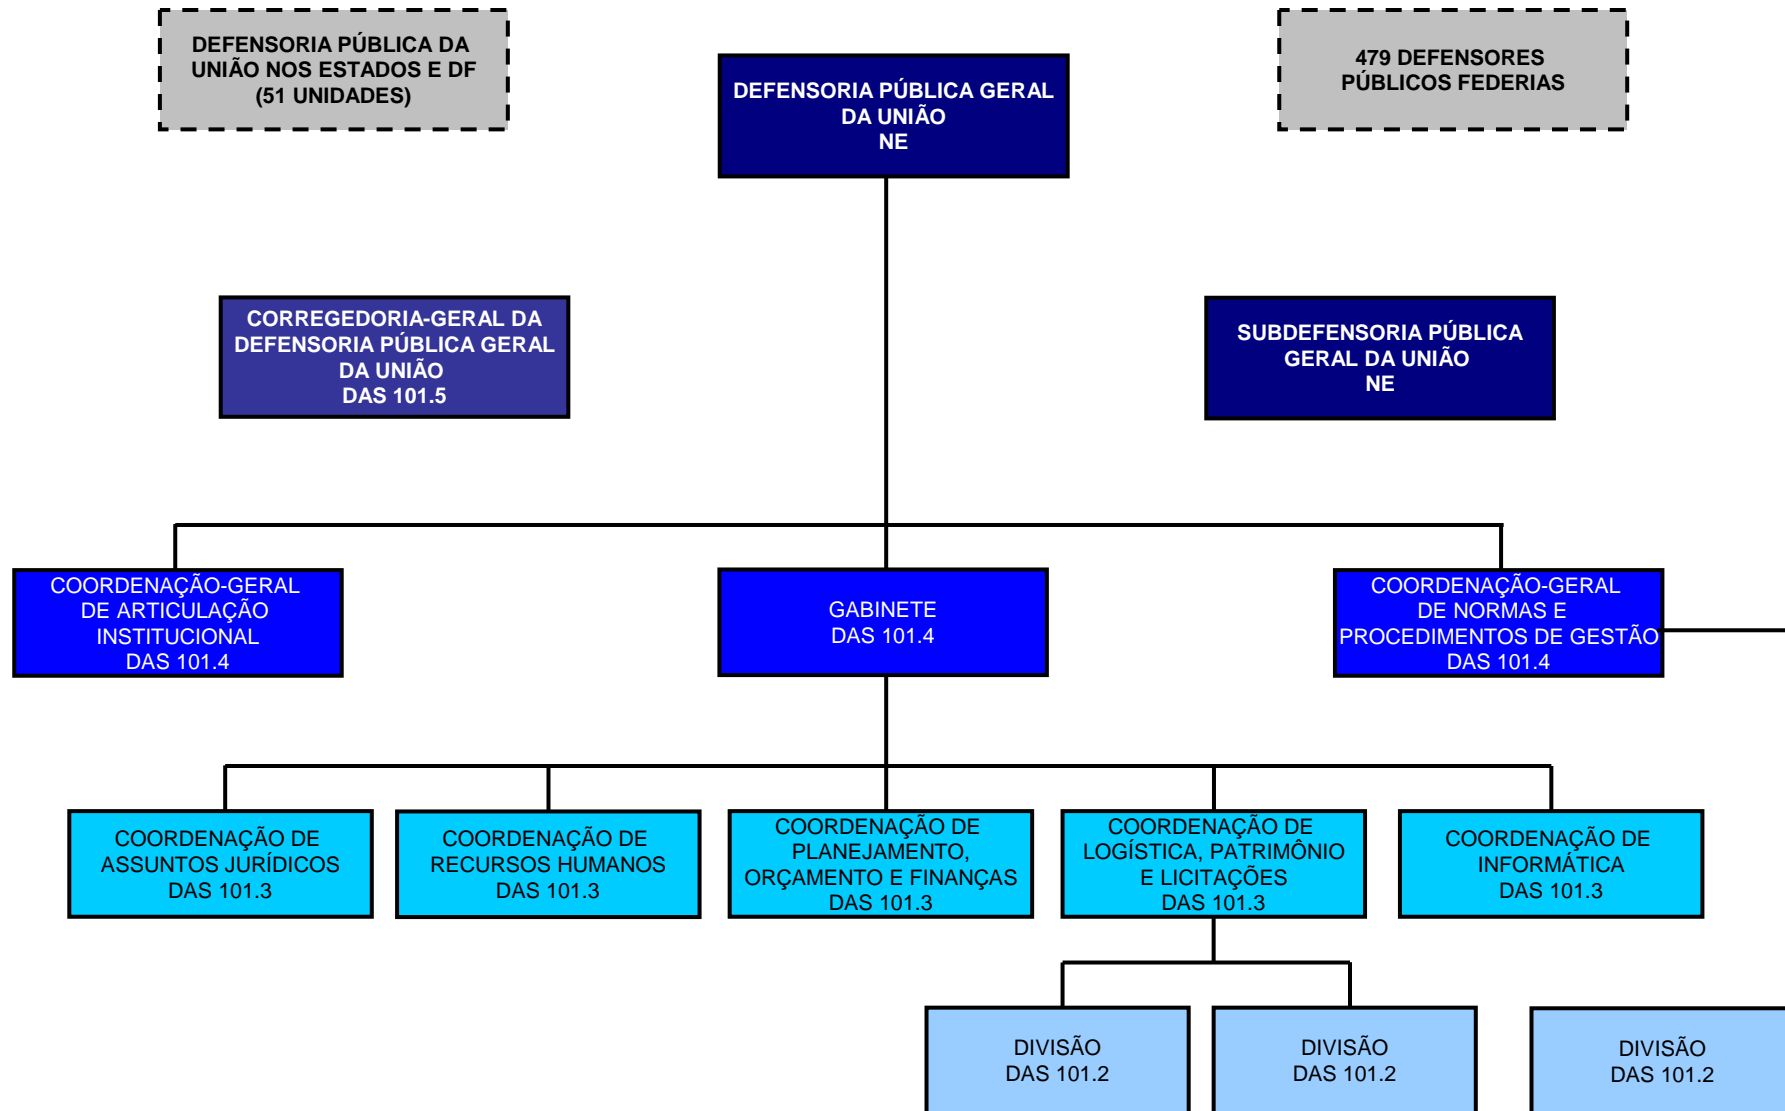 DEFENSORIA PÚBLICA DA
UNIÃO NOS ESTADOS E DF
(51 UNIDADES)
DEFENSORIA PÚBLICA GERAL
DA UNIÃO
NE
479 DEFENSORES
PÚBLICOS FEDERIAS
CORREGEDORIA-GERAL DA
DEFENSORIA PÚBLICA GERAL
DA UNIÃO
DAS 101.5
SUBDEFENSORIA PÚBLICA
GERAL DA UNIÃO
NE
COORDENAÇÃO-GERAL
DE ARTICULAÇÃO
INSTITUCIONAL
DAS 101.4
GABINETE
DAS 101.4
COORDENAÇÃO-GERAL
DE NORMAS E
PROCEDIMENTOS DE GESTÃO
DAS 101.4
COORDENAÇÃO DE
ASSUNTOS JURÍDICOS
DAS 101.3
COORDENAÇÃO DE
RECURSOS HUMANOS
DAS 101.3
COORDENAÇÃO DE
PLANEJAMENTO,
ORÇAMENTO E FINANÇAS
DAS 101.3
COORDENAÇÃO DE
LOGÍSTICA, PATRIMÔNIO
E LICITAÇÕES
DAS 101.3
COORDENAÇÃO DE
INFORMÁTICA
DAS 101.3
DIVISÃO
DAS 101.2
DIVISÃO
DAS 101.2
DIVISÃO
DAS 101.2